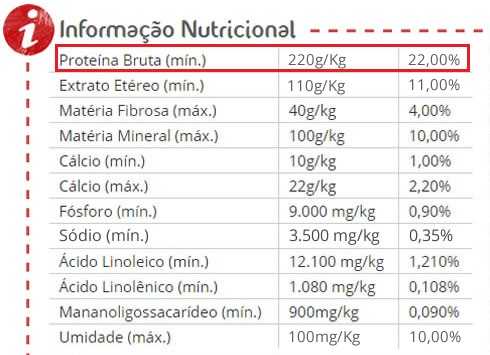 i Informação Nutricional
Proteína Bruta (mín.) 220g/Kg 22,00%
Extrato Etéreo (mín.) 110g/Kg 11,00%
Matéria Fibrosa (máx.) 40g/kg 4,00%
Matéria Mineral (máx.) 100g/kg 10,00%
Cálcio (mín.) 10g/kg 1,00%
Cálcio (máx.) 22g/kg 2,20%
Fósforo (mín.) 9.000 mg/kg 0,90%
Sódio (mín.) 3.500 mg/kg 0,35%
Ácido Linoleico (mín.) 12.100 mg/kg 1,210%
Ácido Linolênico (mín.) 1.080 mg/kg 0,108%
Mananoligossacarídeo (mín.) 900mg/kg 0,090%
Umidade (máx.) 100mg/Kg 10,00%